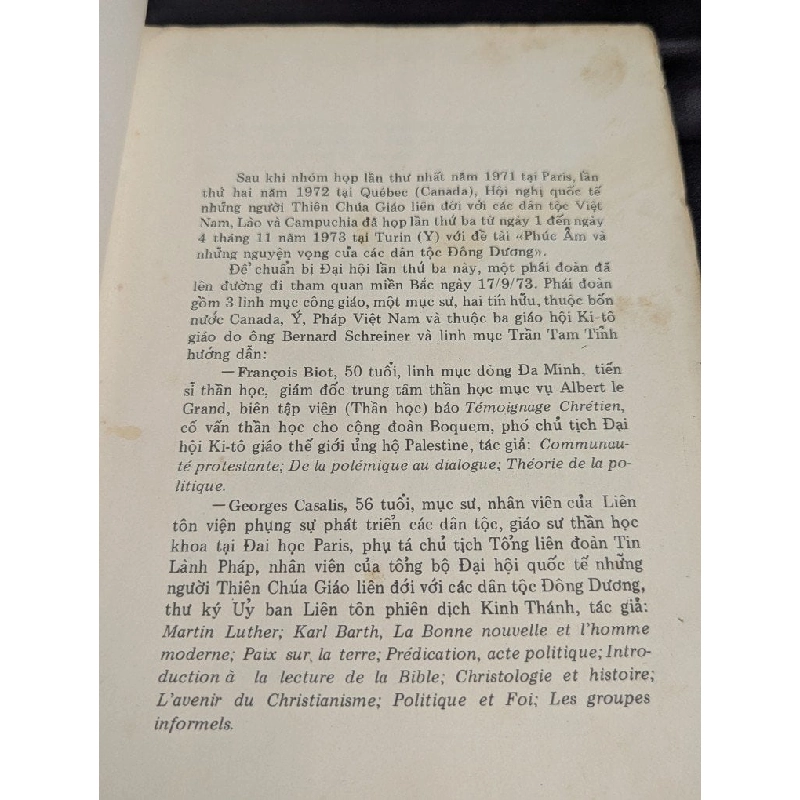 Sau khi nhóm họp lần thư nhất năm 1971 tại Paris, lần
thứ hai năm 1972 tại Québec (Canada), Hội nghị quốc tế
những người Thiên Chúa Giáo liên đới với các dân tộc Việt
Nam, Lào và Campuchia đã họp lần thứ ba từ ngày 1 đến ngày
4 tháng 11 năm 1973 tại Turin (Ý) với đề tài «Phúc Âm và
những nguyện vọng của các dân tộc Đông Dương».
Để chuẩn bị Đại hội lần thứ ba này, một phái đoàn đã
lên đường đi tham quan miền Bắc ngày 17/9/73. Phái đoàn
gồm 3 linh mục công giáo, một mục sư, hai tín hữu, thuộc bốn
nước Canada, Ý, Pháp Việt Nam và thuộc ba giáo hội Ki-tô
giáo do ông Bernard Schreiner và linh mục Trần Tam Tỉnh
hướng dẫn:
—François Biot, 50 tuổi, linh mục dòng Đa Minh, tiến
sĩ thần học, giám đốc trung tâm thần học mục vụ Albert le
Grand, biên tập viên (Thần học) báo Témoignage Chrétien,
cố vấn thần học cho cộng đoàn Boquem, phó chủ tịch Đại
hội Ki-tô giáo thế giới ủng hộ Palestine, tác giả: Communau-
té protestante; De la polémique au dialogue; Théorie de la po-
litique.
—Georges Casalis, 56 tuổi, mục sư, nhân viên của Liên
tôn viện phụng sự phát triển các dân tộc, giáo sư thần học
khoa tại Đai học Paris, phụ tá chủ tịch Tổng liên đoàn Tin
Lành Pháp, nhân viên của tổng bộ Đại hội quốc tế những
người Thiên Chúa Giáo liên đới với các dân tộc Đông Dương,
thư ký Uỷ ban Liên tôn phiên dịch Kinh Thánh, tác giả:
Martin Luther; Karl Barth, La Bonne nouvelle et l'homme
moderne; Paix sur, la terre; Prédication, acte politique; Intro-
duction à la lecture de la Bible; Christologie et histoire;
L'avenir du Christianisme; Politique et Foi; Les groupes
informels.